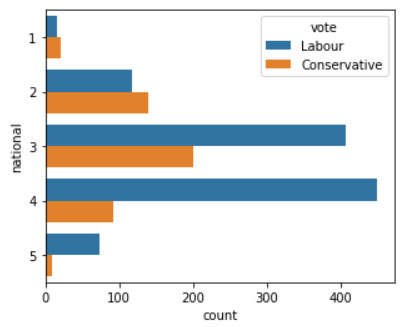 vote
Labour
Conservative
1
2
3
4
5
national
0 100 200 300 400
count